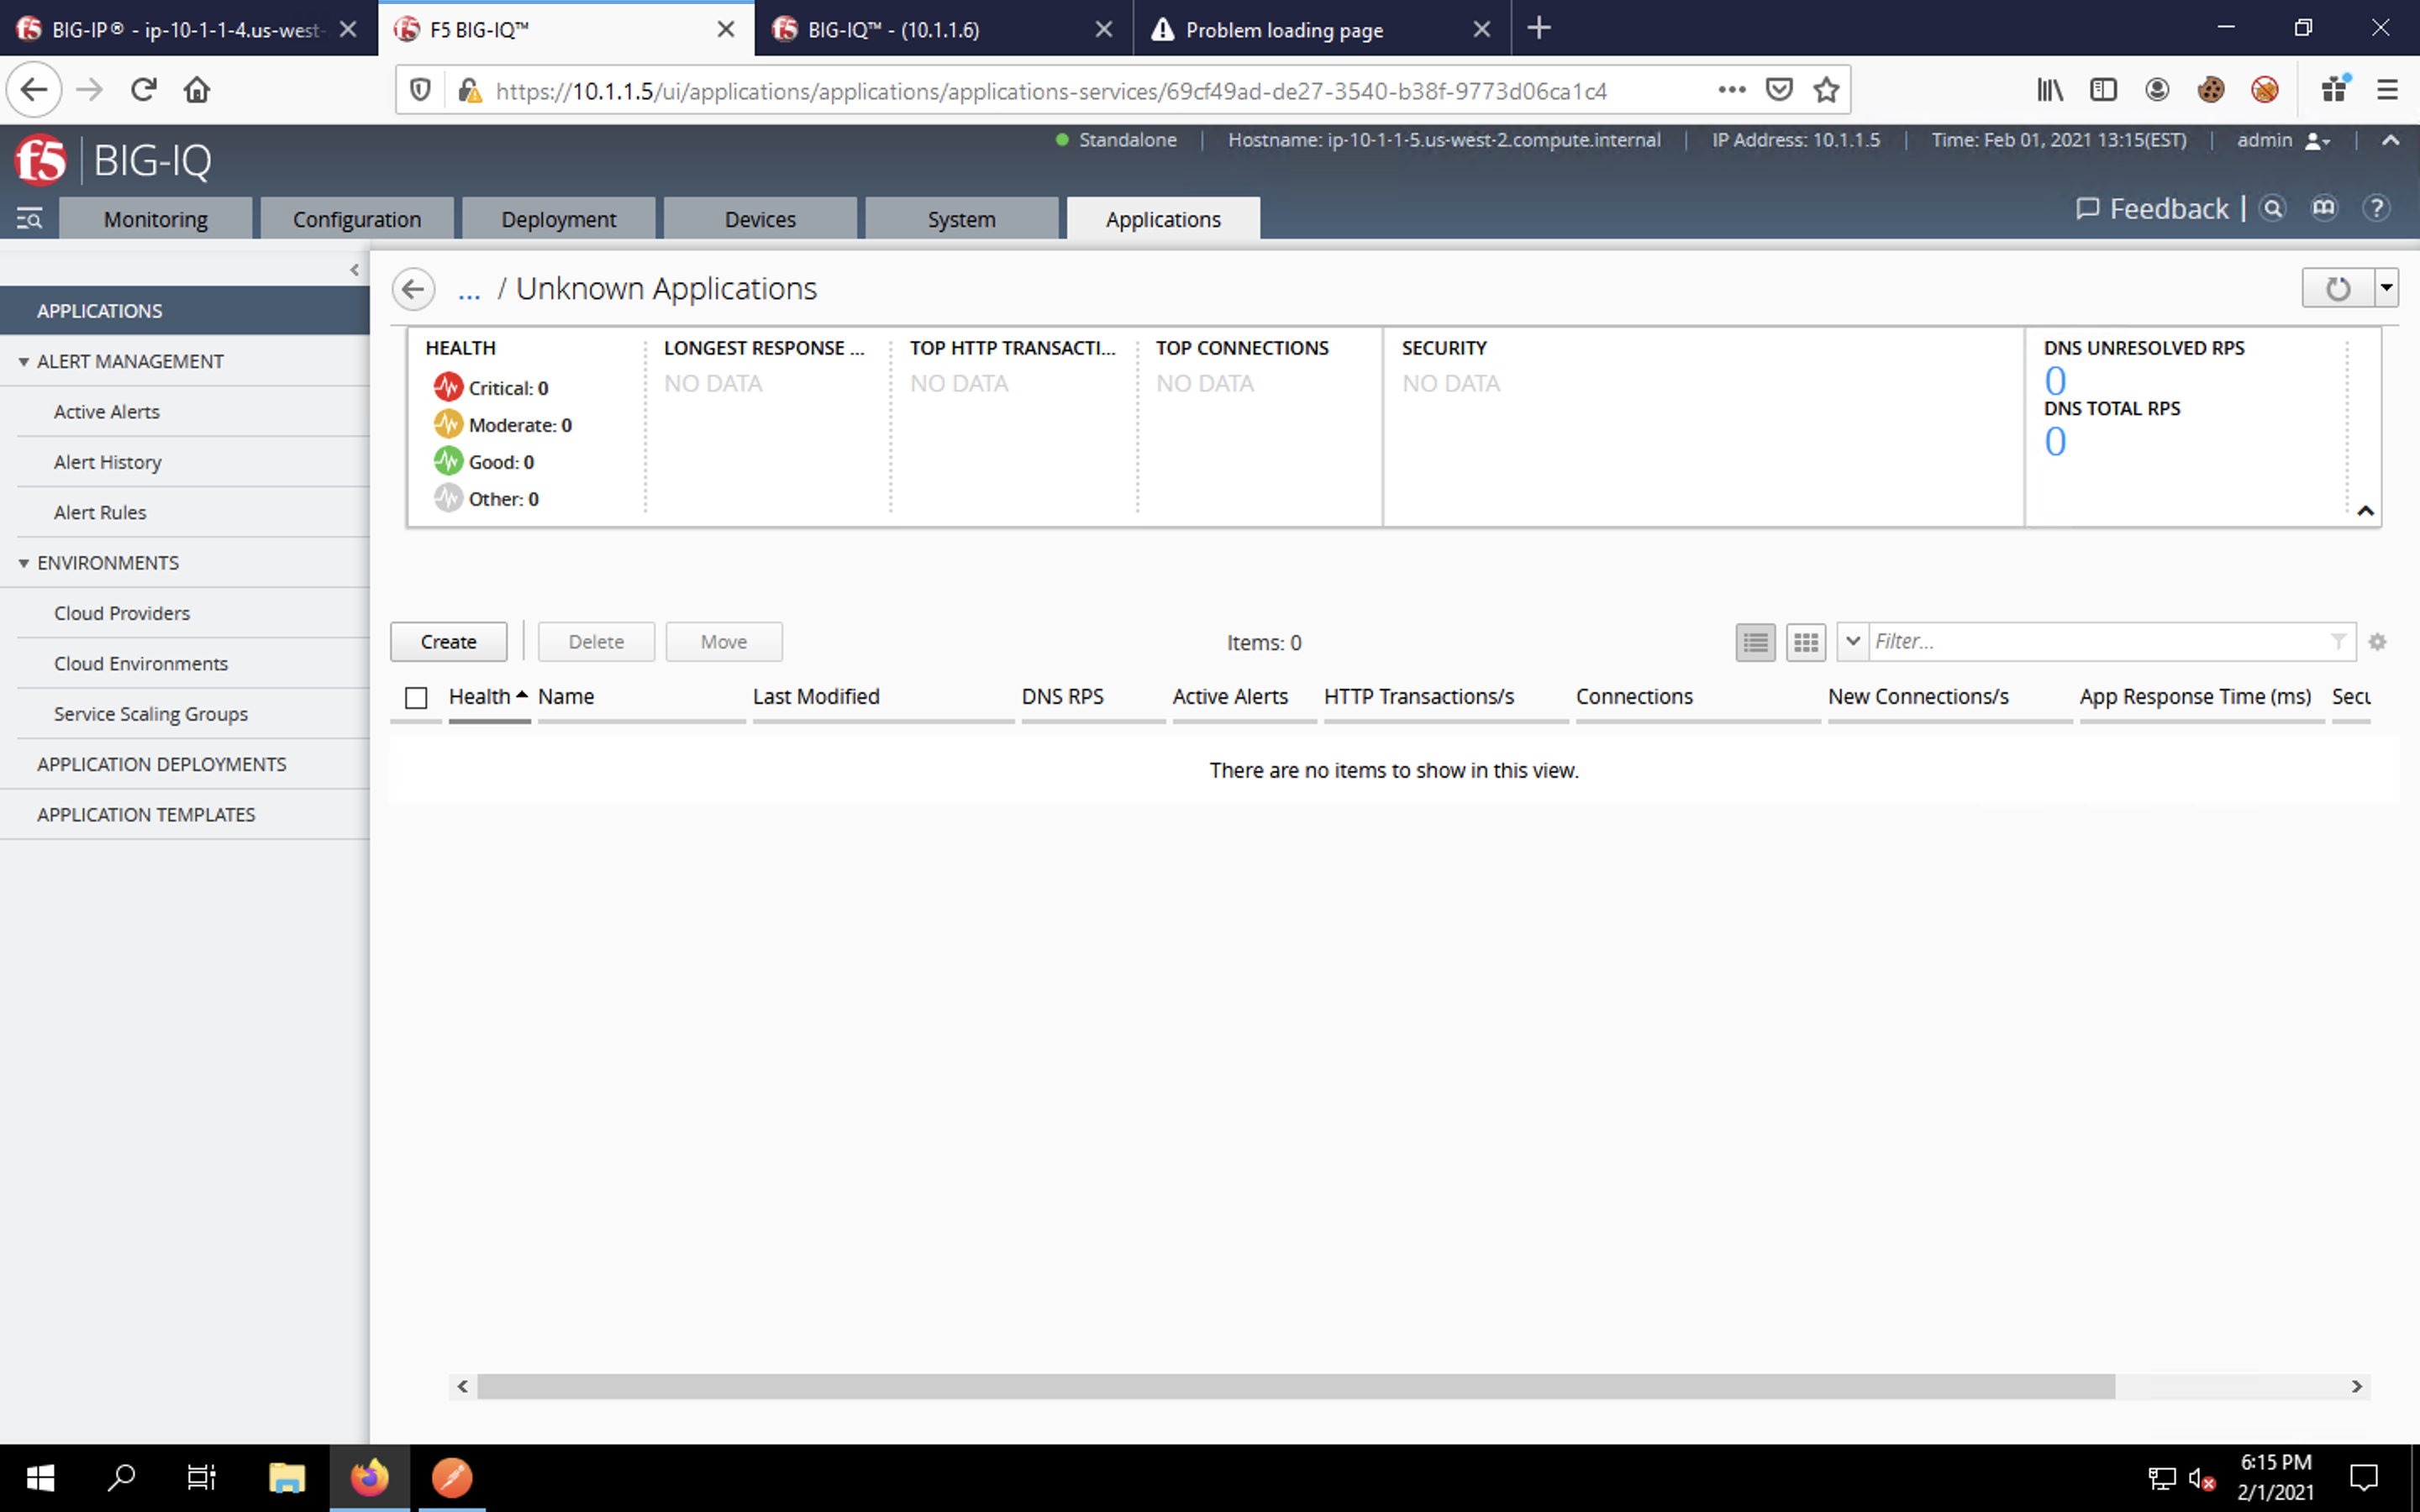 BIG-IP® - ip-10-1-1-4.us-west-
F5 BIG-IQ™
BIG-IQ™ - (10.1.1.6)
Problem loading page
https://10.1.1.5/ui/applications/applications/applications-services/69cf49ad-de27-3540-b38f-9773d06ca1c4
f5 BIG-IQ
Standalone
Hostname: ip-10-1-1-5.us-west-2.compute.internal
IP Address: 10.1.1.5
Time: Feb 01, 2021 13:15(EST)
admin
Monitoring
Configuration
Deployment
Devices
System
Applications
Feedback
?
APPLICATIONS
ALERT MANAGEMENT
Active Alerts
Alert History
Alert Rules
ENVIRONMENTS
Cloud Providers
Cloud Environments
Service Scaling Groups
APPLICATION DEPLOYMENTS
APPLICATION TEMPLATES
... / Unknown Applications
HEALTH
Critical: 0
Moderate: 0
Good: 0
Other: 0
LONGEST RESPONSE ...
NO DATA
TOP HTTP TRANSACTI...
NO DATA
TOP CONNECTIONS
NO DATA
SECURITY
NO DATA
DNS UNRESOLVED RPS
0
DNS TOTAL RPS
0
Create
Delete
Move
Items: 0
Filter...
Health
Name
Last Modified
DNS RPS
Active Alerts
HTTP Transactions/s
Connections
New Connections/s
App Response Time (ms)
Secu
There are no items to show in this view.
6:15 PM
2/1/2021